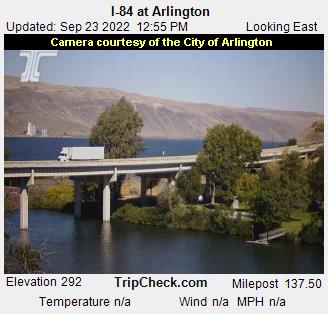 I-84 at Arlington
Updated: Sep 23 2022 12:55 PM Looking East
Camera courtesy of the City of Arlington
Elevation 292 TripCheck.com Milepost 137.50
Temperature n/a Wind n/a MPH n/a